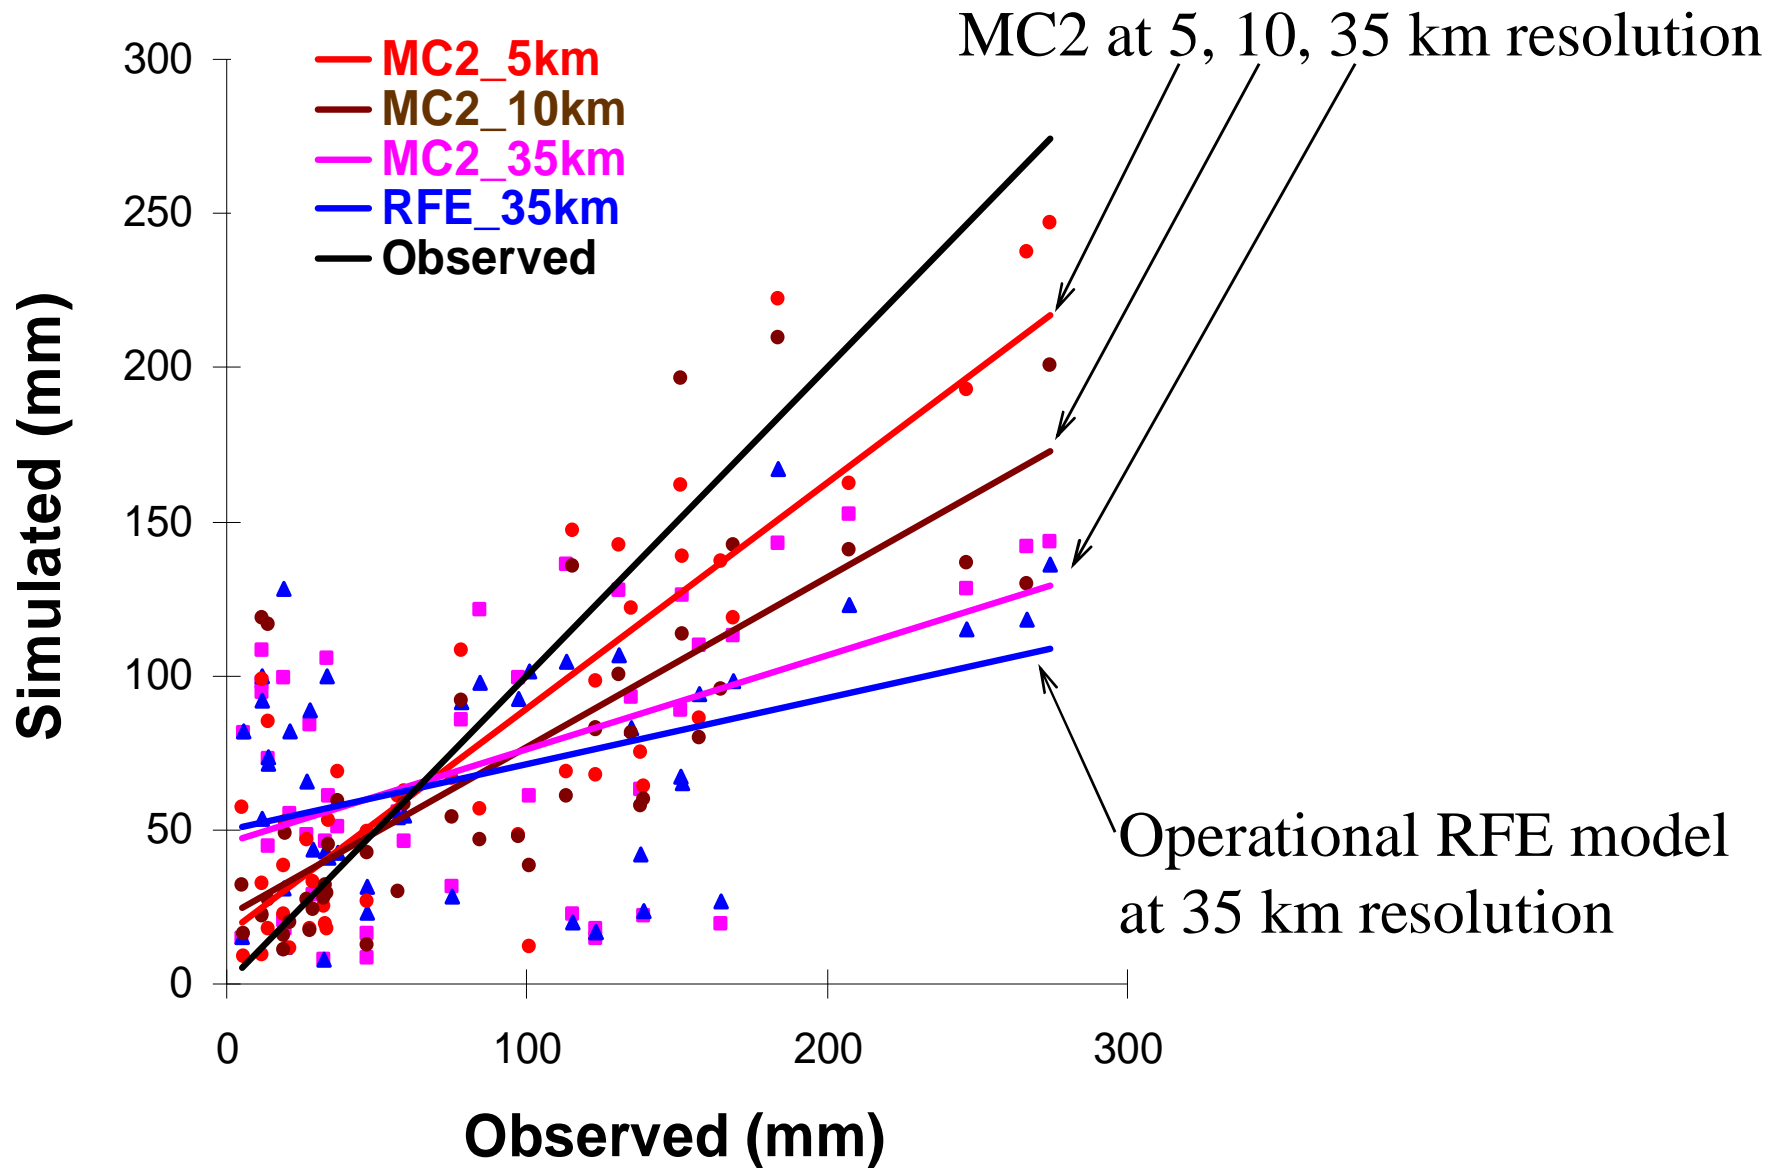 MC2 at 5, 10, 35 km resolution
MC2_5km
MC2_10km
MC2_35km
RFE_35km
Observed
300
250
200
150
100
50
0
Simulated (mm)
0
100
200
300
Observed (mm)
Operational RFE model
at 35 km resolution